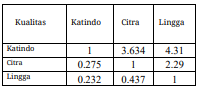 Kualitas Katindo Citra Lingga
Katindo 1 3.634 4.31
Citra 0.275 1 2.29
Lingga 0.232 0.437 1